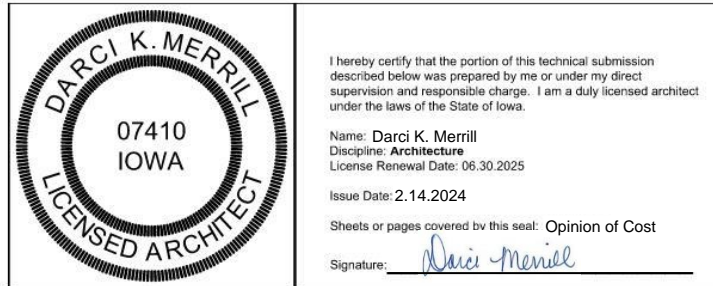 DARCI K. MERRILL
07410
IOWA
LICENSED ARCHITECT
I hereby certify that the portion of this technical submission
described below was prepared by me or under my direct
supervision and responsible charge. I am a duly licensed architect
under the laws of the State of Iowa.
Name: Darci K. Merrill
Discipline: Architecture
License Renewal Date: 06.30.2025
Issue Date: 2.14.2024
Sheets or pages covered by this seal: Opinion of Cost
Signature: Darci Merrill